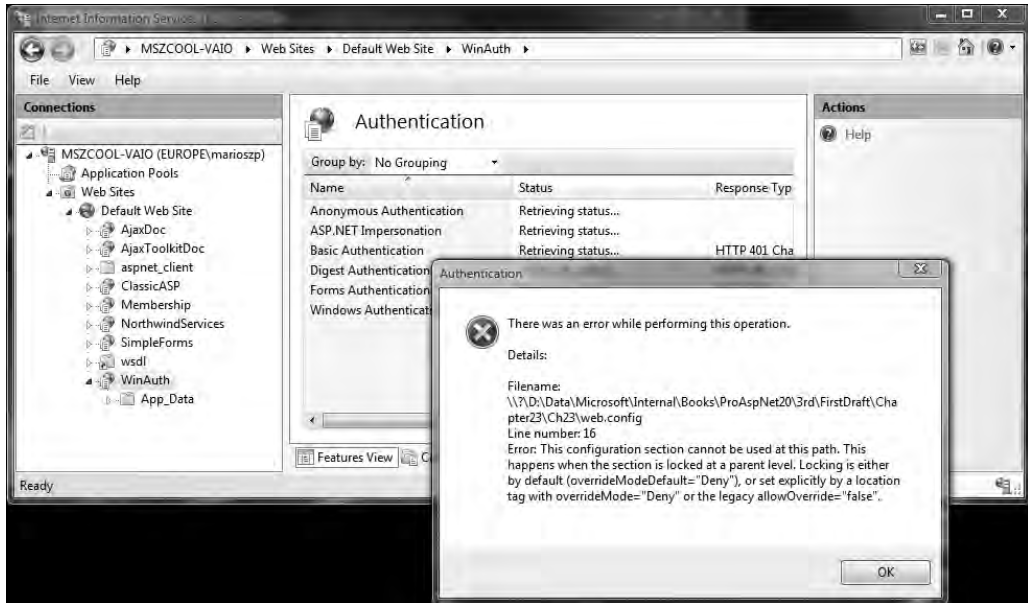 Internet Information Services
MSZCOOL-VAIO ▸ Web Sites ▸ Default Web Site ▸ WinAuth ▸
File View Help
Connections
MSZCOOL-VAIO (EUROPE\marioszp)
Application Pools
Web Sites
Default Web Site
AjaxDoc
AjaxToolkitDoc
aspnet_client
ClassicASP
Membership
NorthwindServices
SimpleForms
wsdl
WinAuth
App_Data
Authentication
Group by: No Grouping
Name Status Response Typ
Anonymous Authentication Retrieving status...
ASP.NET Impersonation Retrieving status...
Basic Authentication Retrieving status... HTTP 401 Cha
Digest Authentication
Forms Authentication
Windows Authenticati
Features View
Actions
Help
Ready
Authentication
There was an error while performing this operation.
Details:
Filename:
\\?\D:\Data\Microsoft\Internal\Books\ProAspNet20\3rd\FirstDraft\Cha
pter23\Ch23\web.config
Line number: 16
Error: This configuration section cannot be used at this path. This
happens when the section is locked at a parent level. Locking is either
by default (overrideModeDefault="Deny"), or set explicitly by a location
tag with overrideMode="Deny" or the legacy allowOverride="false".
OK